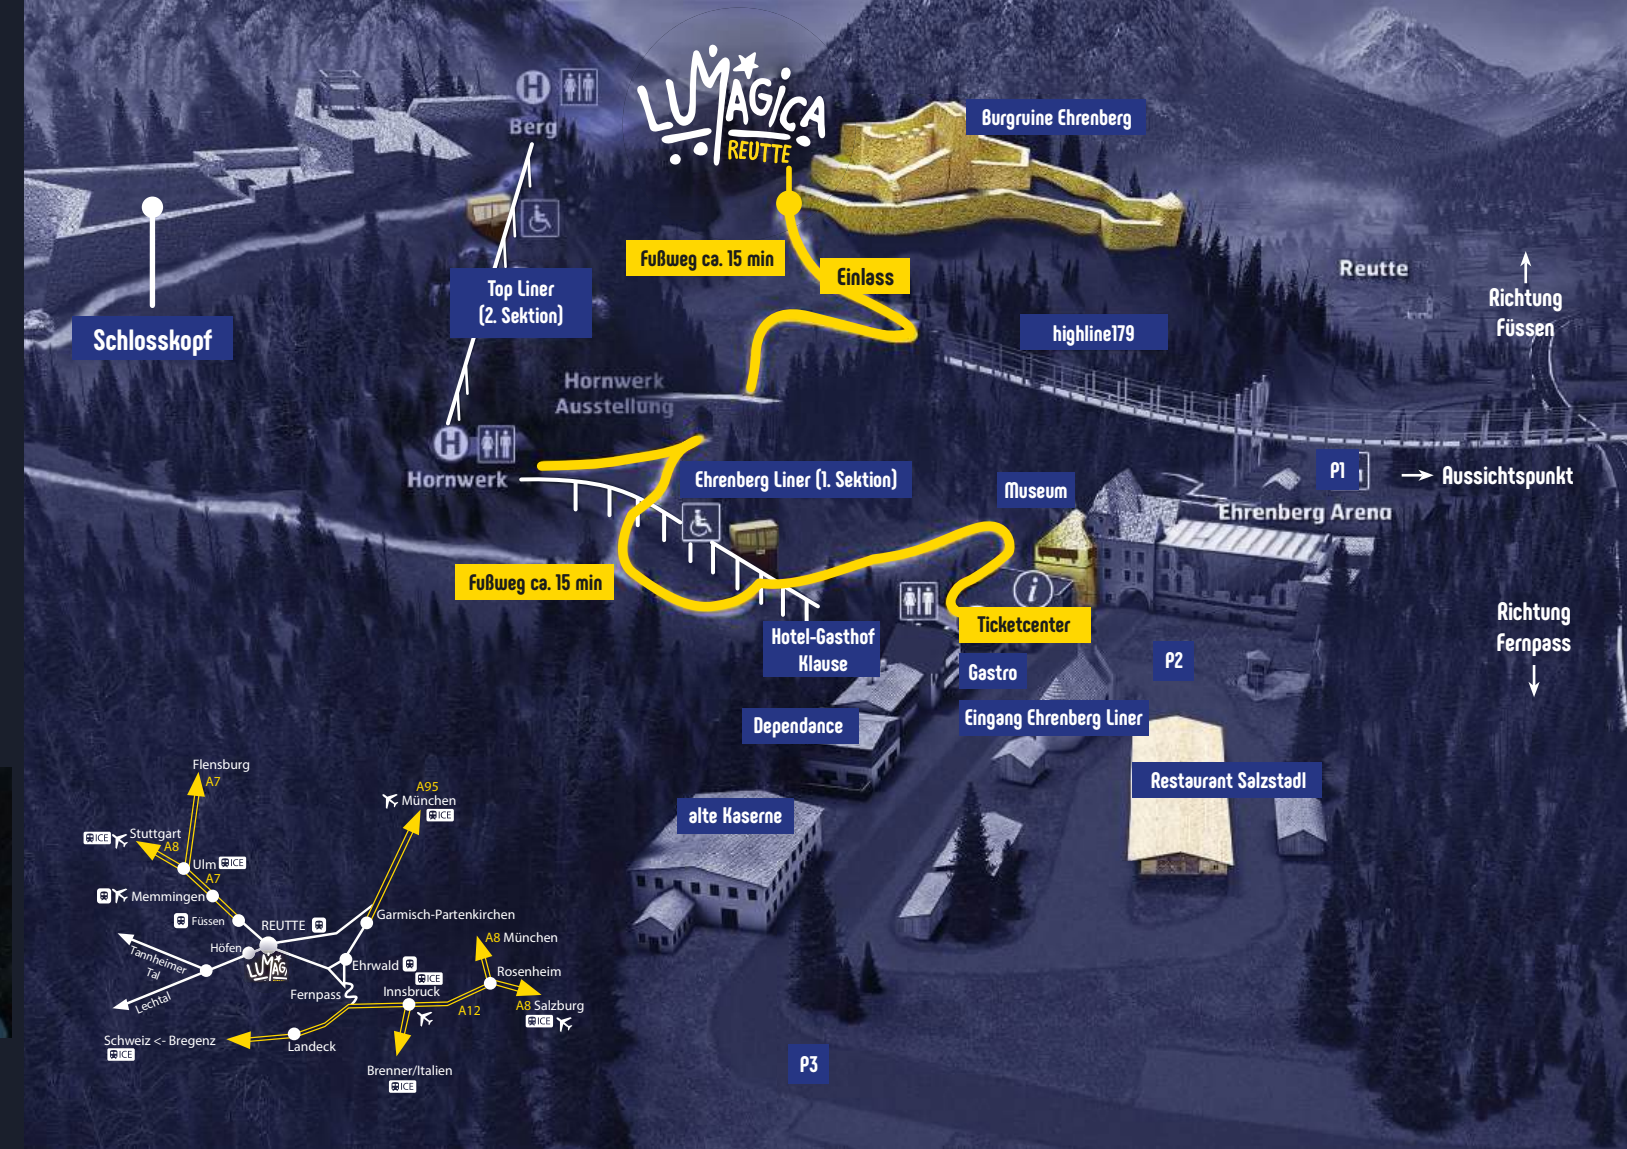 H
Berg
LUMAGICA
REUTTE
Burgruine Ehrenberg
Fußweg ca. 15 min
Einlass
Reutte
Richtung
Füssen
Top Liner
(2. Sektion)
Schlosskopf
highline179
Hornwerk
Ausstellung
H
Hornwerk
Ehrenberg Liner (1. Sektion)
Museum
P1
Aussichtspunkt
Ehrenberg Arena
Fußweg ca. 15 min
i
Ticketcenter
Richtung
Fernpass
Hotel-Gasthof
Klause
Gastro
P2
Dependance
Eingang Ehrenberg Liner
Restaurant Salzstadl
alte Kaserne
P3
Flensburg
A7
A95
München
ICE
ICE
Stuttgart
A8
Ulm
ICE
A7
Memmingen
Füssen
REUTTE
Garmisch-Partenkirchen
Höfen
LUMAG
Tannheimer
Tal
Lechtal
A8 München
Ehrwald
ICE
Rosenheim
Fernpass
Innsbruck
A12
A8 Salzburg
ICE
Schweiz <- Bregenz
ICE
Landeck
Brenner/Italien
ICE